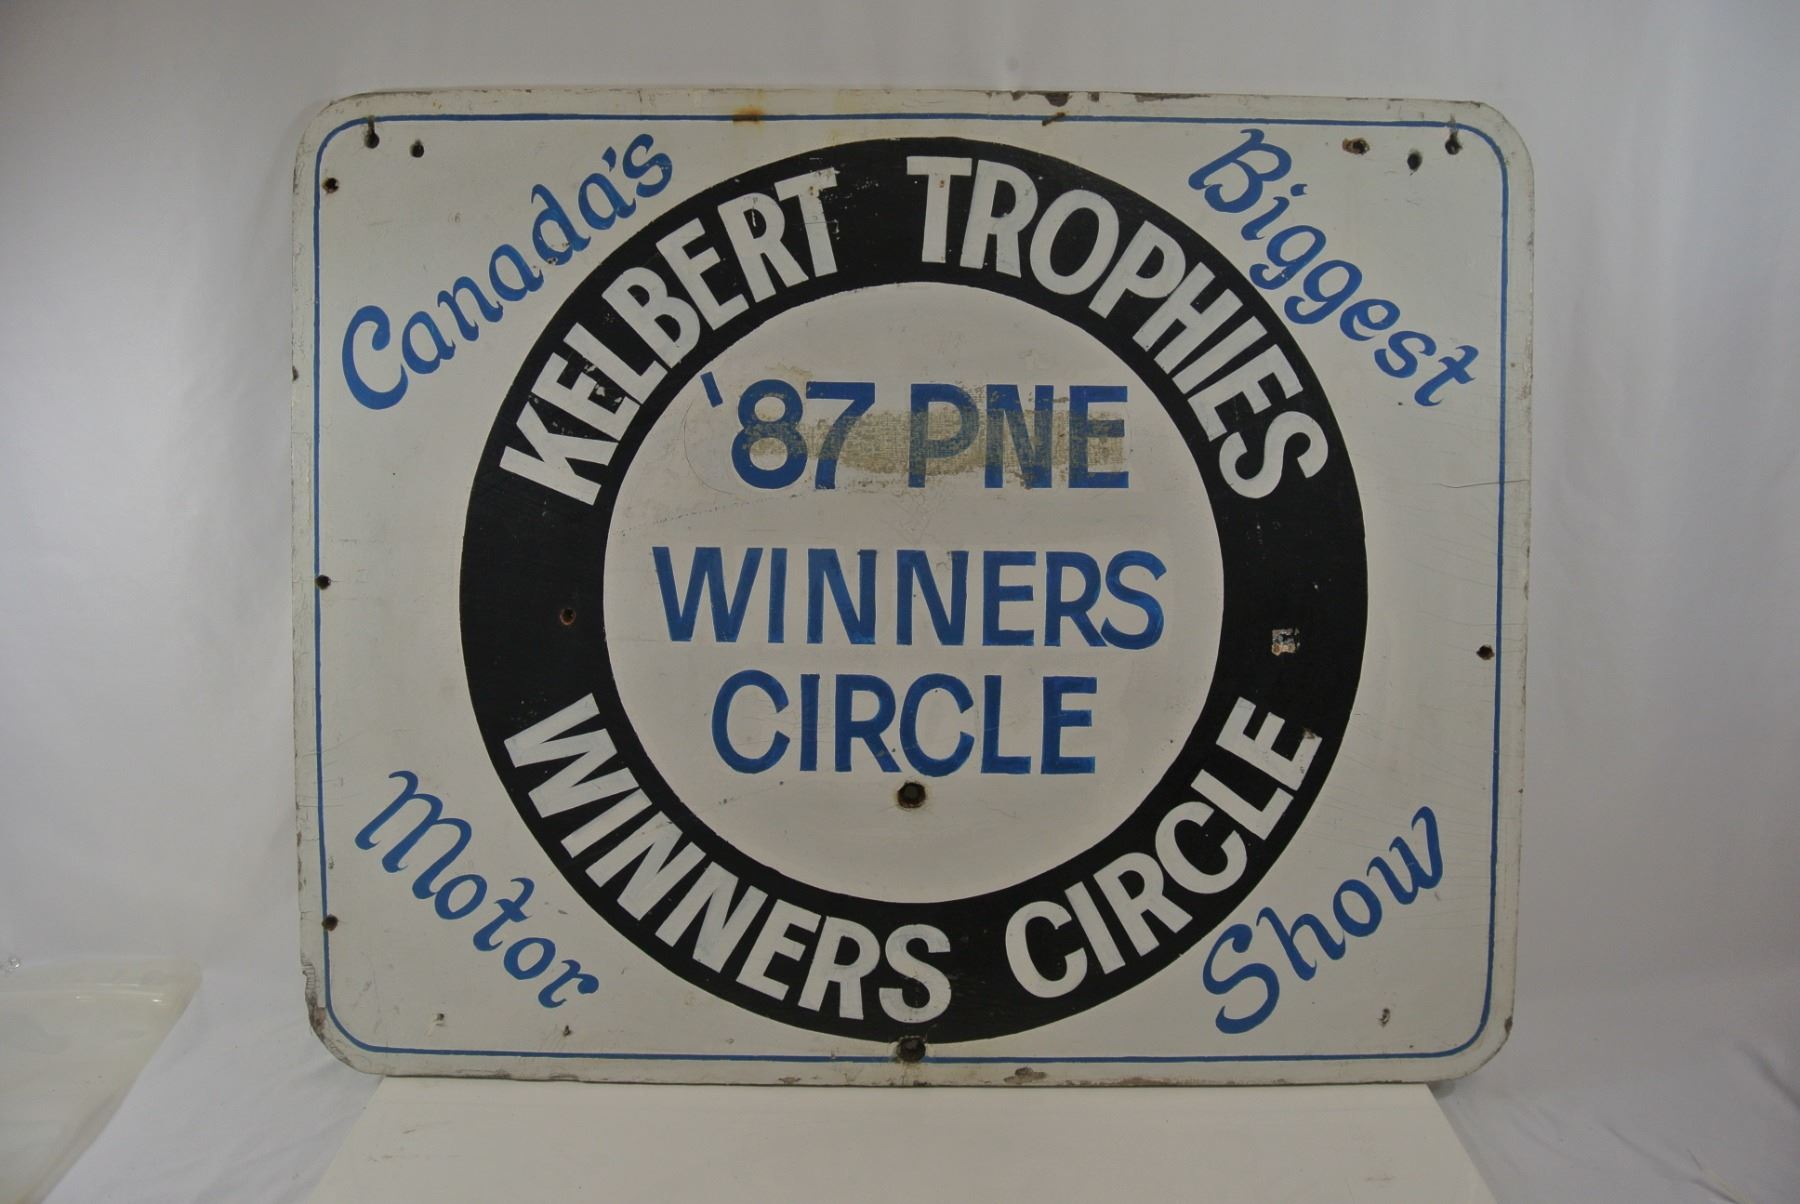 Canada's Biggest
KELBERT TROPHIES
'87 PNE
WINNERS
CIRCLE
WINNERS CIRCLE
Motor Show